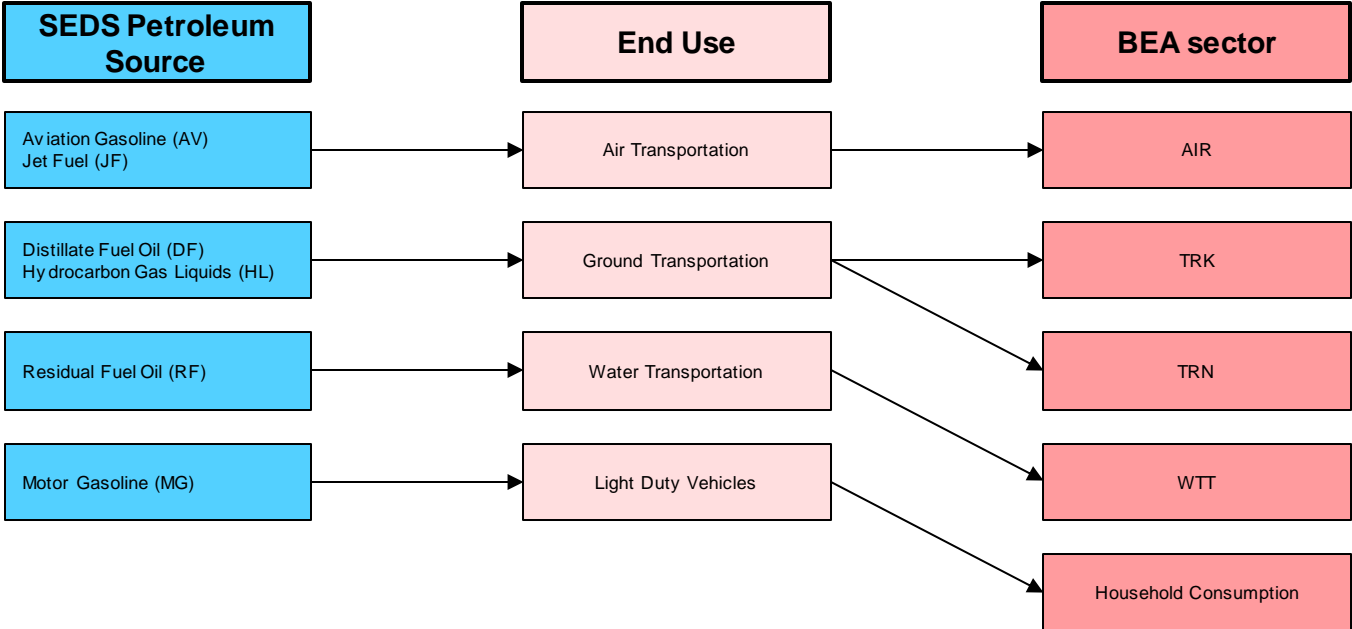 SEDS Petroleum
Source
End Use
BEA sector
Aviation Gasoline (AV)
Jet Fuel (JF)
Air Transportation
AIR
Distillate Fuel Oil (DF)
Hydrocarbon Gas Liquids (HL)
Ground Transportation
TRK
Residual Fuel Oil (RF)
Water Transportation
TRN
Motor Gasoline (MG)
Light Duty Vehicles
WTT
Household Consumption